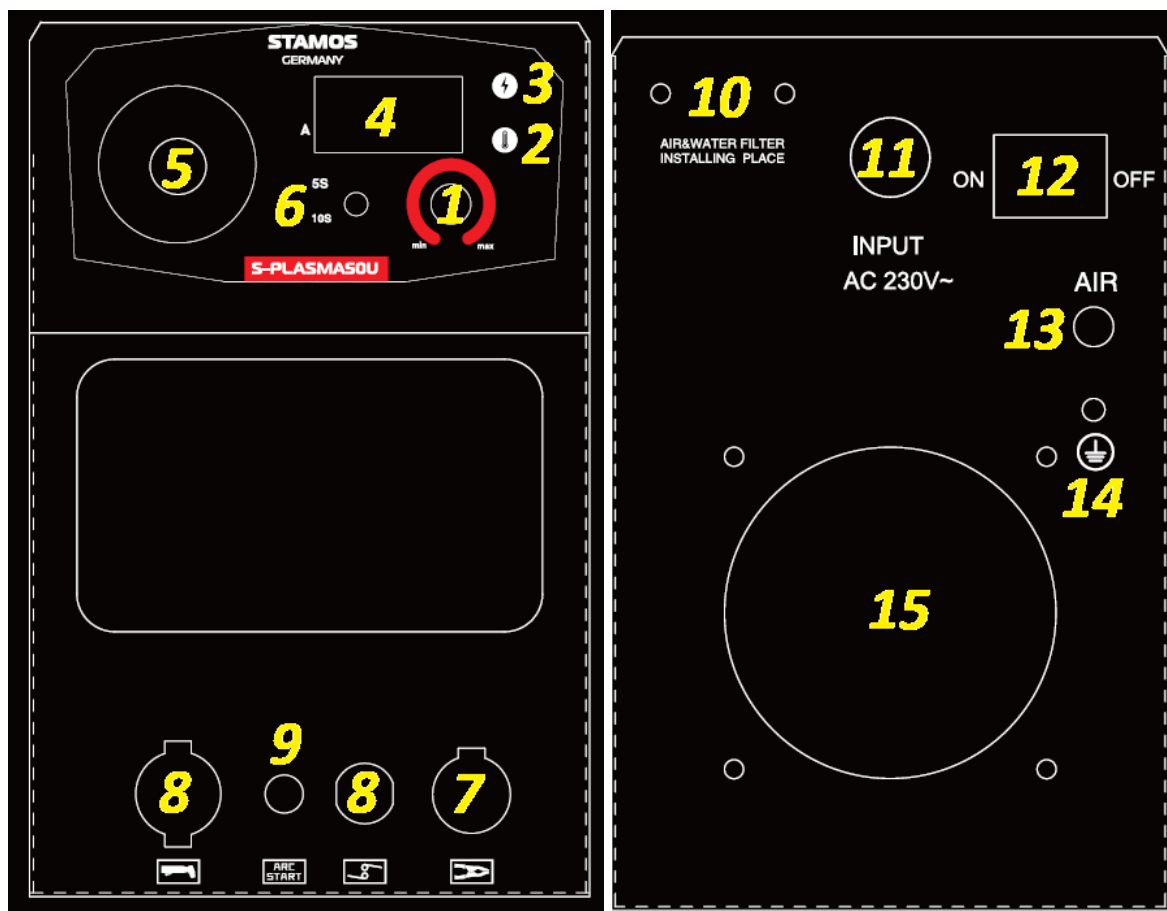 STAMOS
GERMANY
3
4
A
2
5
5S
6
10S
1
min
max
S-PLASMA50U
9
8
8
7
ARC
START
10
AIR&WATER FILTER
INSTALLING PLACE
11
ON
12
OFF
INPUT
AC 230V~
AIR
13
14
15